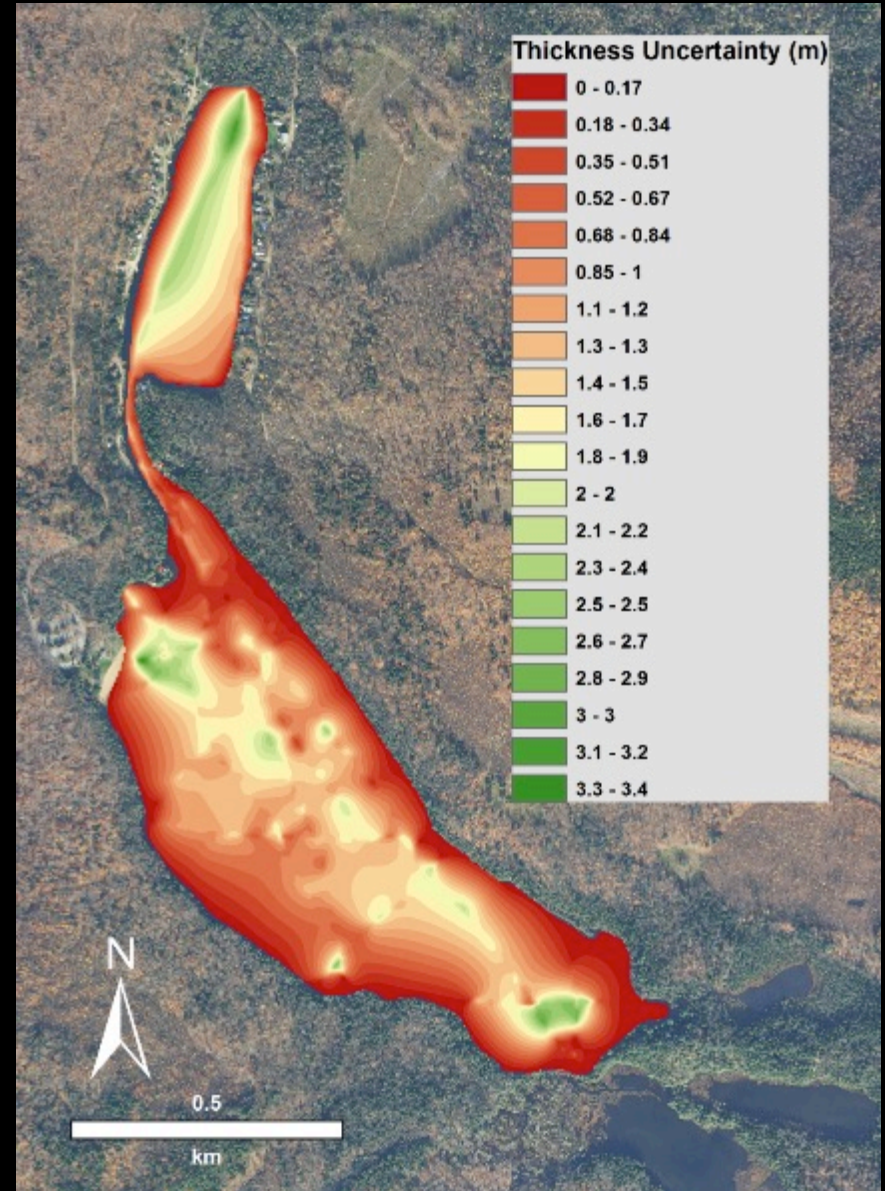 Thickness Uncertainty (m)
0 - 0.17
0.18 - 0.34
0.35 - 0.51
0.52 - 0.67
0.68 - 0.84
0.85 - 1
1.1 - 1.2
1.3 - 1.3
1.4 - 1.5
1.6 - 1.7
1.8 - 1.9
2 - 2
2.1 - 2.2
2.3 - 2.4
2.5 - 2.5
2.6 - 2.7
2.8 - 2.9
3 - 3
3.1 - 3.2
3.3 - 3.4
N
0.5
km